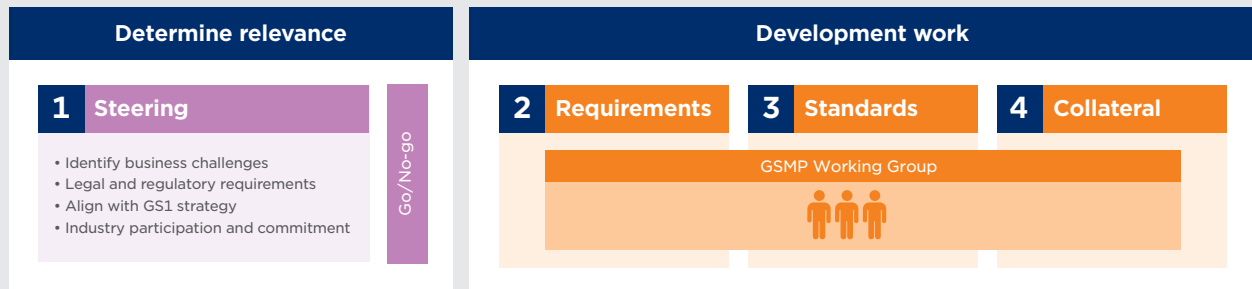 Determine relevance
Development work
1 Steering
• Identify business challenges
• Legal and regulatory requirements
• Align with GS1 strategy
• Industry participation and commitment
Go/No-go
2 Requirements
3 Standards
4 Collateral
GSMP Working Group